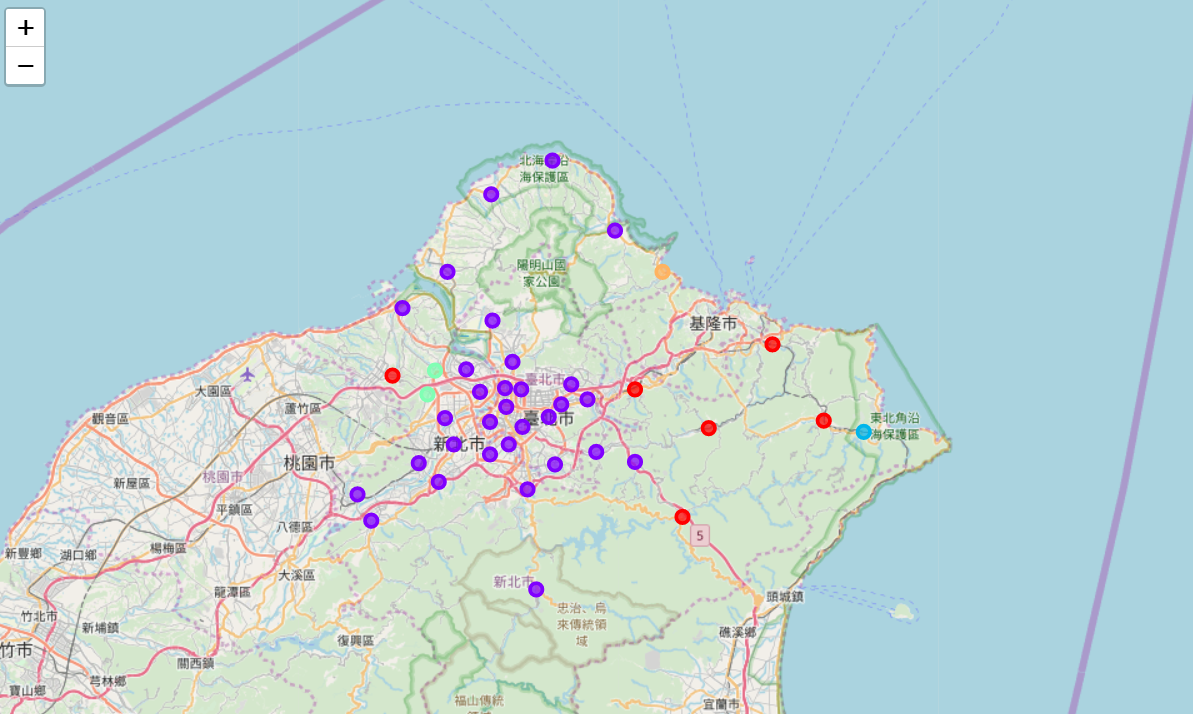 +
−
北海 沿
海保護區
陽明山國
家公園
基隆市
大園區
臺北市
蘆竹區
觀音區
臺北市
東北角沿
海保護區
新北市
桃園市
桃園市
新屋區
平鎮區
八德區
5
楊梅區
新豐鄉
湖口鄉
大溪區
新北市
龍潭區
頭城鎮
忠治、烏
來傳統領
域
竹北市
新埔鎮
復興區
礁溪鄉
竹市
關西鎮
芎林鄉
寶山鄉
福山傳統
宜蘭市